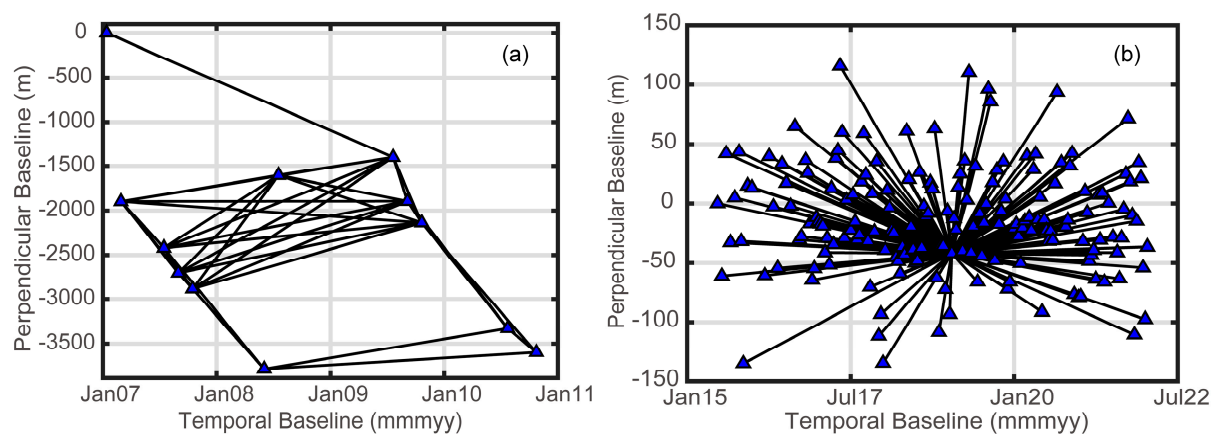 (a)
Perpendicular Baseline (m)
0
-500
-1000
-1500
-2000
-2500
-3000
-3500
Jan07 Jan08 Jan09 Jan10 Jan11
Temporal Baseline (mmmyy)
(b)
Perpendicular Baseline (m)
150
100
50
0
-50
-100
-150
Jan15 Jul17 Jan20 Jul22
Temporal Baseline (mmmyy)